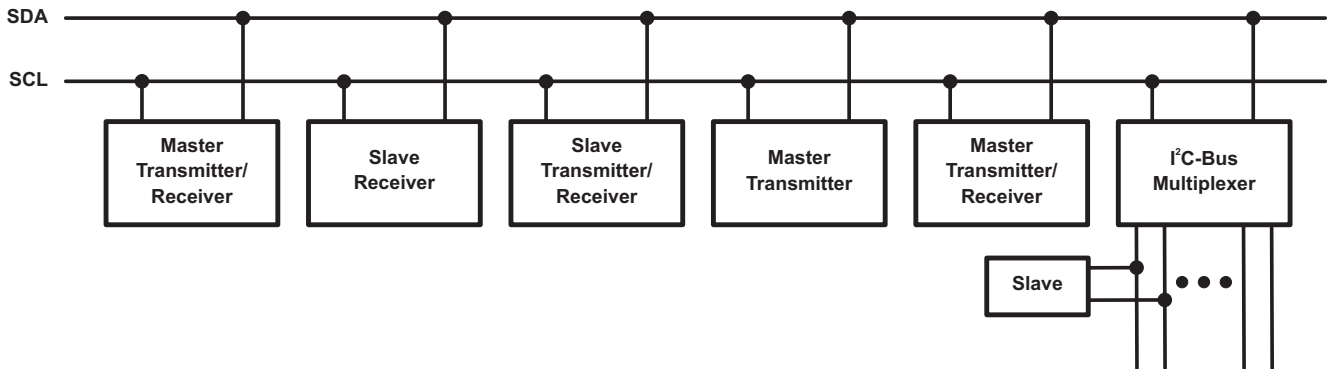 SDA
SCL
Master
Transmitter/
Receiver
Slave
Receiver
Slave
Transmitter/
Receiver
Master
Transmitter
Master
Transmitter/
Receiver
I²C-Bus
Multiplexer
Slave